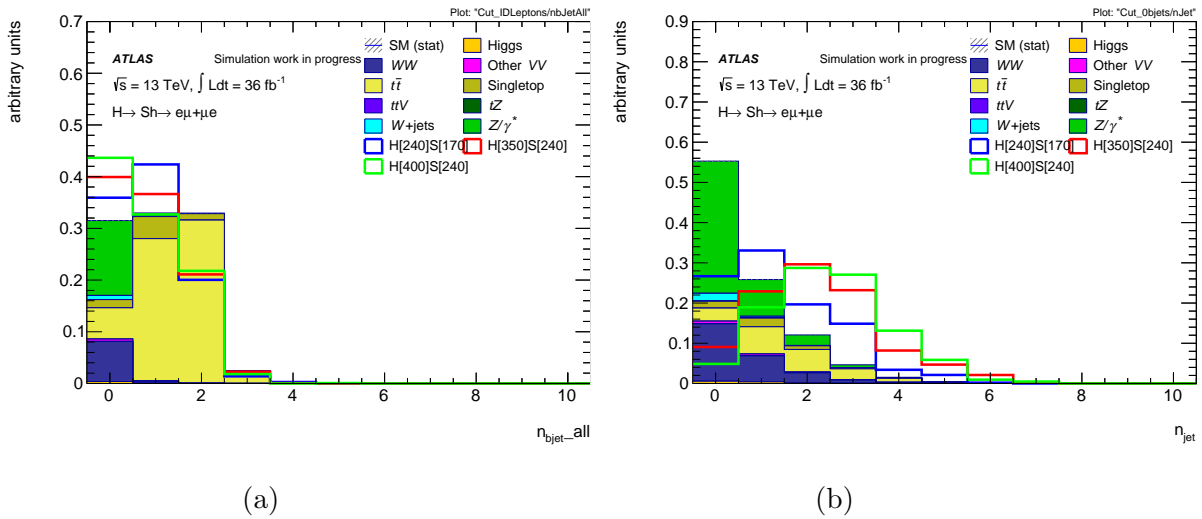 Plot: "Cut_IDLeptons/nbJetAll"
arbitrary units
0.7
0.6
0.5
0.4
0.3
0.2
0.1
0
ATLAS Simulation work in progress
√s = 13 TeV, ∫ Ldt = 36 fb⁻¹
H→ Sh→ eμ+μe
SM (stat) Higgs
WW Other VV
tt̄ Singletop
ttV tZ
W+jets Z/γ*
H[240]S[170] H[350]S[240]
H[400]S[240]
0 2 4 6 8 10
n_bjet_all
(a)
Plot: "Cut_0bjets/nJet"
arbitrary units
0.9
0.8
0.7
0.6
0.5
0.4
0.3
0.2
0.1
0
ATLAS Simulation work in progress
√s = 13 TeV, ∫ Ldt = 36 fb⁻¹
H→ Sh→ eμ+μe
SM (stat) Higgs
WW Other VV
tt̄ Singletop
ttV tZ
W+jets Z/γ*
H[240]S[170] H[350]S[240]
H[400]S[240]
0 2 4 6 8 10
n_jet
(b)